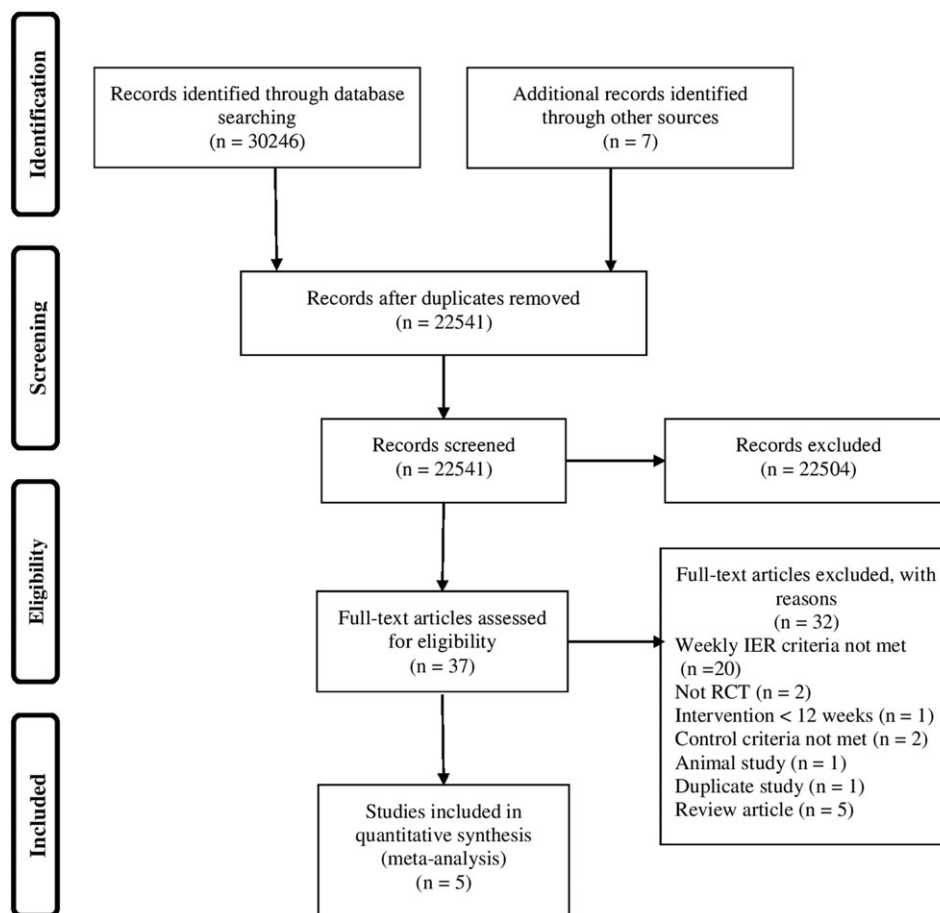 Identification
Records identified through database
searching
(n = 30246)
Additional records identified
through other sources
(n = 7)
Screening
Records after duplicates removed
(n = 22541)
Records screened
(n = 22541)
Records excluded
(n = 22504)
Eligibility
Full-text articles assessed
for eligibility
(n = 37)
Full-text articles excluded, with
reasons
(n = 32)
Weekly IER criteria not met
(n =20)
Not RCT (n = 2)
Intervention < 12 weeks (n = 1)
Control criteria not met (n = 2)
Animal study (n = 1)
Duplicate study (n = 1)
Review article (n = 5)
Included
Studies included in
quantitative synthesis
(meta-analysis)
(n = 5)